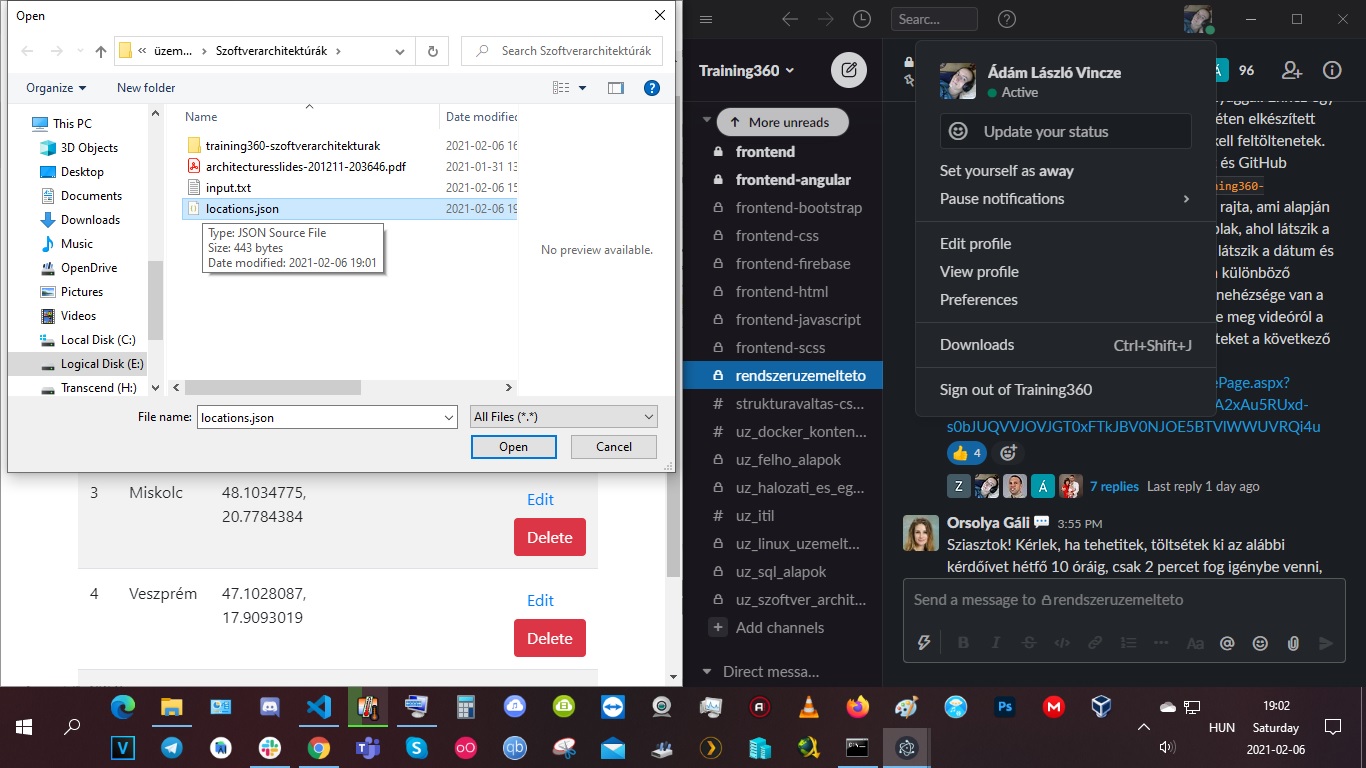 Open
« üzem... > Szoftverarchitektúrák >
Search Szoftverarchitektúrák
Organize
New folder
This PC
3D Objects
Desktop
Documents
Downloads
Music
OpenDrive
Pictures
Videos
Local Disk (C:)
Logical Disk (E:)
Transcend (H:)
Name
Date modified
training360-szoftverarchitekturak
2021-02-06 16
architecturesslides-201211-203646.pdf
2021-01-31 13
input.txt
2021-02-06 15
locations.json
2021-02-06 19
Type: JSON Source File
Size: 443 bytes
Date modified: 2021-02-06 19:01
No preview available.
File name:
locations.json
All Files (*.*)
Open
Cancel
3
Miskolc
48.1034775,
20.7784384
Edit
Delete
4
Veszprém
47.1028087,
17.9093019
Edit
Delete
Searc...
Training360
More unreads
frontend
frontend-angular
frontend-bootstrap
frontend-css
frontend-firebase
frontend-html
frontend-javascript
frontend-scss
rendszeruzemelteto
# strukturavaltas-cs...
uz_docker_konten...
uz_felho_alapok
uz_halozati_es_eg...
# uz_itil
uz_linux_uzemelt...
uz_sql_alapok
uz_szoftver_archit...
+ Add channels
Direct messa...
Ádám László Vincze
Active
Update your status
Set yourself as away
Pause notifications
Edit profile
View profile
Preferences
Downloads
Ctrl+Shift+J
Sign out of Training360
96
éten elkészített
kell feltöltenetek.
és GitHub
ning360-
rajta, ami alapján
olak, ahol látszik a
látszik a dátum és
különböző
nehézsége van a
e meg videóról a
teket a következő
ePage.aspx?
A2xAu5RUxd-
s0bJUQVVJOVJGT0xFTkJBV0NJOE5BTVlWWUVRQi4u
4
Z
Á
7 replies Last reply 1 day ago
Orsolya Gáli 3:55 PM
Sziasztok! Kérlek, ha tehetitek, töltsétek ki az alábbi
kérdőívet hétfő 10 óráig, csak 2 percet fog igénybe venni,
Send a message to rendszeruzemelteto
B
I
S
Aa
@
Ps
HUN
19:02
Saturday
2021-02-06